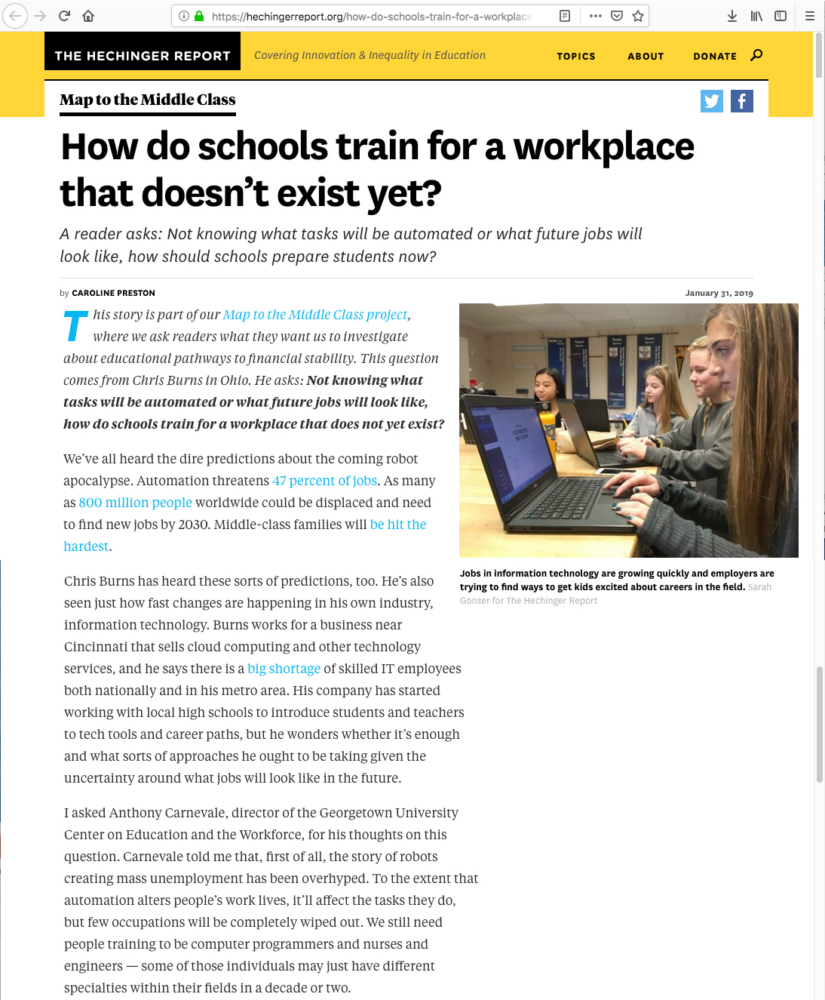 https://hechingerreport.org/how-do-schools-train-for-a-workplace
THE HECHINGER REPORT
Covering Innovation & Inequality in Education
TOPICS
ABOUT
DONATE
Map to the Middle Class
How do schools train for a workplace
that doesn’t exist yet?
A reader asks: Not knowing what tasks will be automated or what future jobs will
look like, how should schools prepare students now?
by CAROLINE PRESTON
January 31, 2019
This story is part of our Map to the Middle Class project,
where we ask readers what they want us to investigate
about educational pathways to financial stability. This question
comes from Chris Burns in Ohio. He asks: Not knowing what
tasks will be automated or what future jobs will look like,
how do schools train for a workplace that does not yet exist?
We’ve all heard the dire predictions about the coming robot
apocalypse. Automation threatens 47 percent of jobs. As many
as 800 million people worldwide could be displaced and need
to find new jobs by 2030. Middle-class families will be hit the
hardest.
Jobs in information technology are growing quickly and employers are
trying to find ways to get kids excited about careers in the field. Sarah
Gonser for The Hechinger Report
Chris Burns has heard these sorts of predictions, too. He’s also
seen just how fast changes are happening in his own industry,
information technology. Burns works for a business near
Cincinnati that sells cloud computing and other technology
services, and he says there is a big shortage of skilled IT employees
both nationally and in his metro area. His company has started
working with local high schools to introduce students and teachers
to tech tools and career paths, but he wonders whether it’s enough
and what sorts of approaches he ought to be taking given the
uncertainty around what jobs will look like in the future.
I asked Anthony Carnevale, director of the Georgetown University
Center on Education and the Workforce, for his thoughts on this
question. Carnevale told me that, first of all, the story of robots
creating mass unemployment has been overhyped. To the extent that
automation alters people’s work lives, it’ll affect the tasks they do,
but few occupations will be completely wiped out. We still need
people training to be computer programmers and nurses and
engineers — some of those individuals may just have different
specialties within their fields in a decade or two.